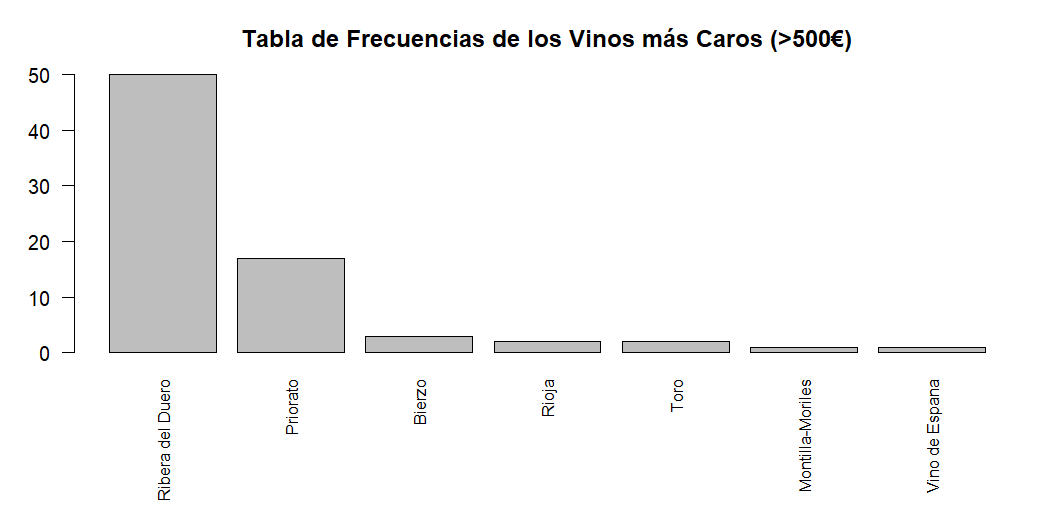 Tabla de Frecuencias de los Vinos más Caros (>500€)
50
40
30
20
10
0
Ribera del Duero
Priorato
Bierzo
Rioja
Toro
Montilla-Moriles
Vino de Espana